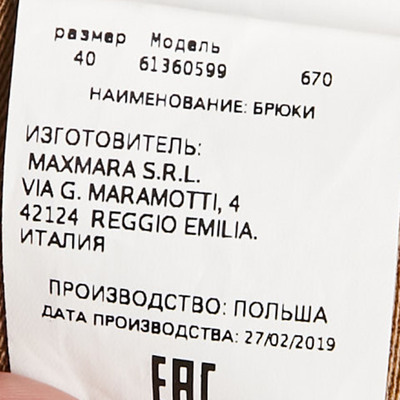 размер Модель
40 61360599 670
НАИМЕНОВАНИЕ: БРЮКИ
ИЗГОТОВИТЕЛЬ:
MAXMARA S.R.L.
VIA G. MARAMOTTI, 4
42124 REGGIO EMILIA.
ИТАЛИЯ
ПРОИЗВОДСТВО: ПОЛЬША
ДАТА ПРОИЗВОДСТВА: 27/02/2019
EAC